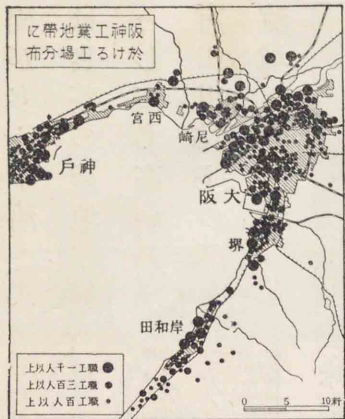 阪神工業地帶に
於ける工場分布
西宮
尼崎
神戶
大阪
堺
岸和田
職工一千人以上
職工三百人以上
職工百人以上
0 5 10粁